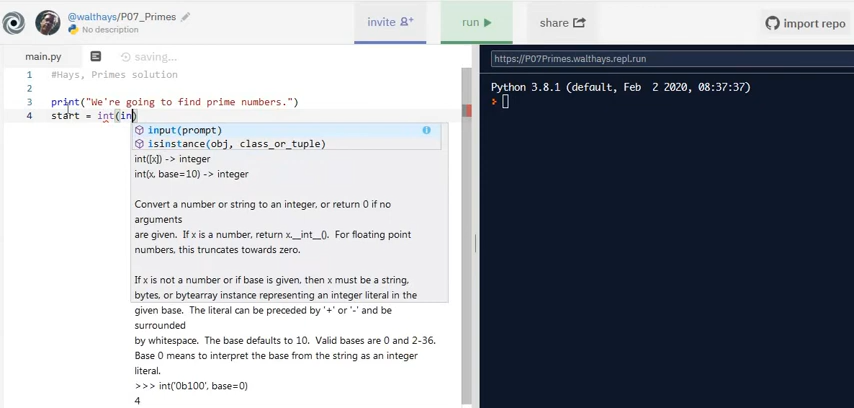 @walthays/P07_Primes
No description
invite
run
share
import repo
main.py
saving...
https://P07Primes.walthays.repl.run
1 #Hays, Primes solution
2
3 print("We're going to find prime numbers.")
4 start = int(in)
input(prompt)
isinstance(obj, class_or_tuple)
int([x]) -> integer
int(x, base=10) -> integer
Convert a number or string to an integer, or return 0 if no
arguments
are given. If x is a number, return x.__int__(). For floating point
numbers, this truncates towards zero.
If x is not a number or if base is given, then x must be a string,
bytes, or bytearray instance representing an integer literal in the
given base. The literal can be preceded by '+' or '-' and be
surrounded
by whitespace. The base defaults to 10. Valid bases are 0 and 2-36.
Base 0 means to interpret the base from the string as an integer
literal.
>>> int('0b100', base=0)
4
Python 3.8.1 (default, Feb 2 2020, 08:37:37)